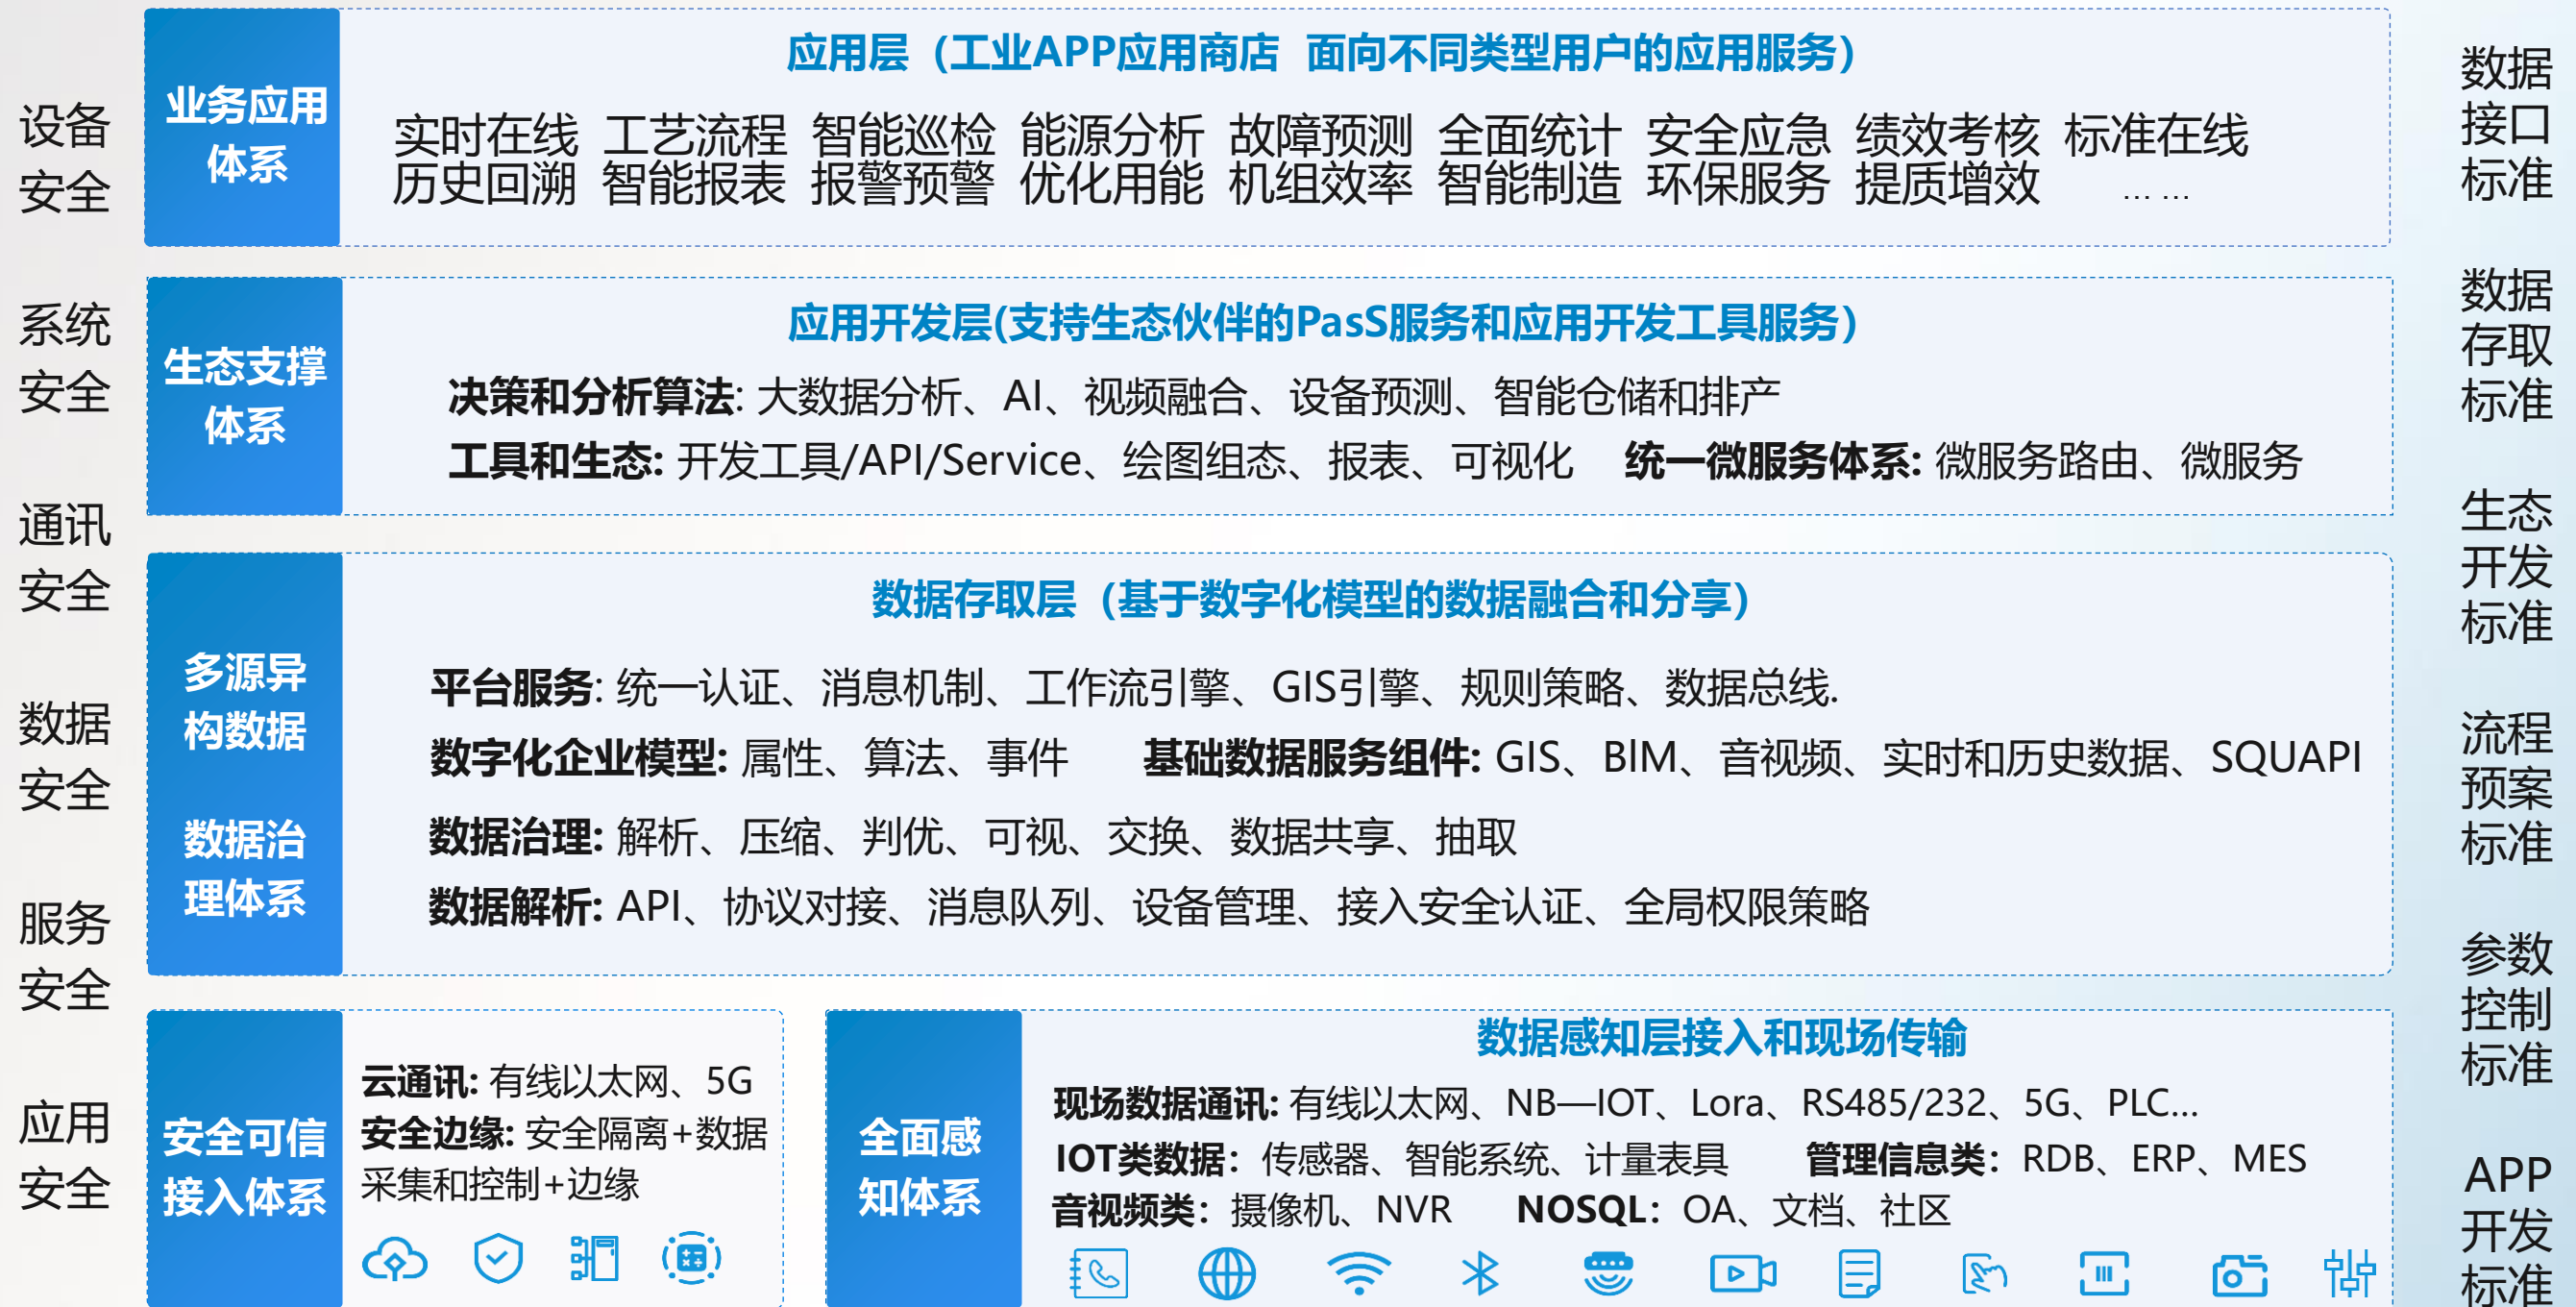 设备
安全
系统
安全
通讯
安全
数据
安全
服务
安全
应用
安全
业务应用
体系
应用层（工业APP应用商店 面向不同类型用户的应用服务）
实时在线 工艺流程 智能巡检 能源分析 故障预测 全面统计 安全应急 绩效考核 标准在线
历史回溯 智能报表 报警预警 优化用能 机组效率 智能制造 环保服务 提质增效 … …
生态支撑
体系
应用开发层(支持生态伙伴的PasS服务和应用开发工具服务）
决策和分析算法: 大数据分析、AI、视频融合、设备预测、智能仓储和排产
工具和生态: 开发工具/API/Service、绘图组态、报表、可视化 统一微服务体系: 微服务路由、微服务
多源异
构数据
数据治
理体系
数据存取层（基于数字化模型的数据融合和分享）
平台服务: 统一认证、消息机制、工作流引擎、GIS引擎、规则策略、数据总线.
数字化企业模型: 属性、算法、事件 基础数据服务组件: GIS、BlM、音视频、实时和历史数据、SQUAPI
数据治理: 解析、压缩、判优、可视、交换、数据共享、抽取
数据解析: API、协议对接、消息队列、设备管理、接入安全认证、全局权限策略
安全可信
接入体系
云通讯: 有线以太网、5G
安全边缘: 安全隔离+数据
采集和控制+边缘
全面感
知体系
数据感知层接入和现场传输
现场数据通讯: 有线以太网、NB—IOT、Lora、RS485/232、5G、PLC...
IOT类数据：传感器、智能系统、计量表具 管理信息类：RDB、ERP、MES
音视频类：摄像机、NVR NOSQL：OA、文档、社区
数据
接口
标准
数据
存取
标准
生态
开发
标准
流程
预案
标准
参数
控制
标准
APP
开发
标准